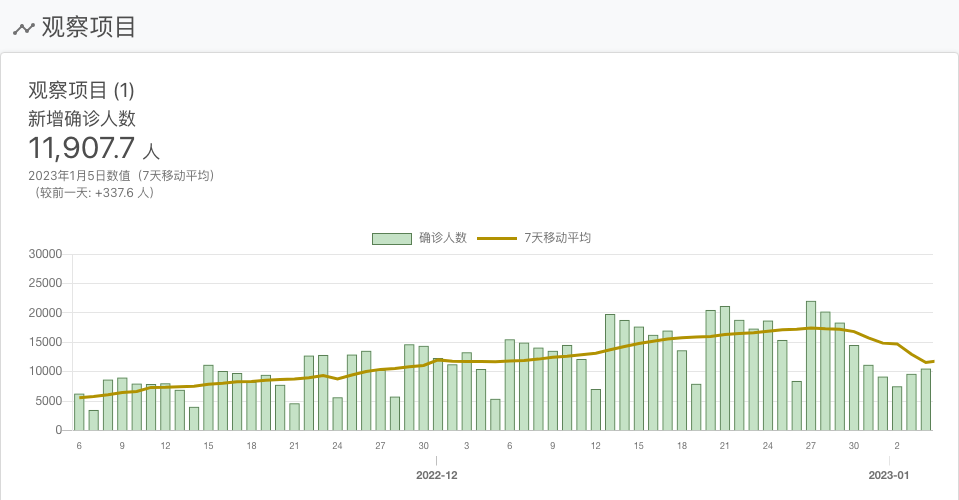 观察项目
观察项目 (1)
新增确诊人数
11,907.7 人
2023年1月5日数值（7天移动平均）
（较前一天: +337.6 人）
确诊人数 7天移动平均
30000
25000
20000
15000
10000
5000
0
6 9 12 15 18 21 24 27 30 3 6 9 12 15 18 21 24 27 30 2
2022-12 2023-01